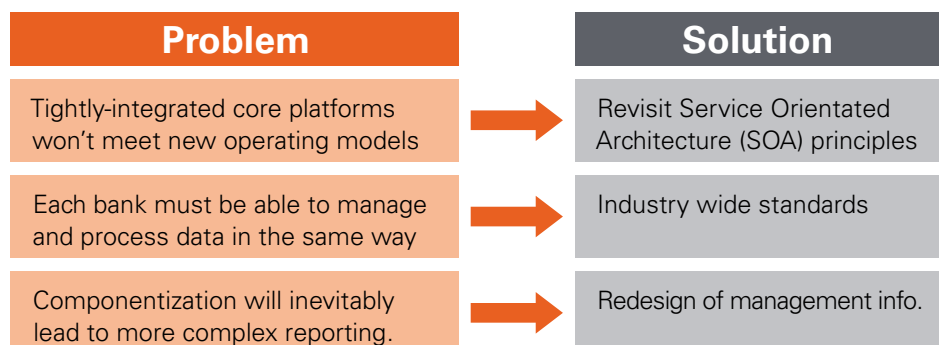 Problem
Solution
Tightly-integrated core platforms
won't meet new operating models
Revisit Service Orientated
Architecture (SOA) principles
Each bank must be able to manage
and process data in the same way
Industry wide standards
Componentization will inevitably
lead to more complex reporting.
Redesign of management info.